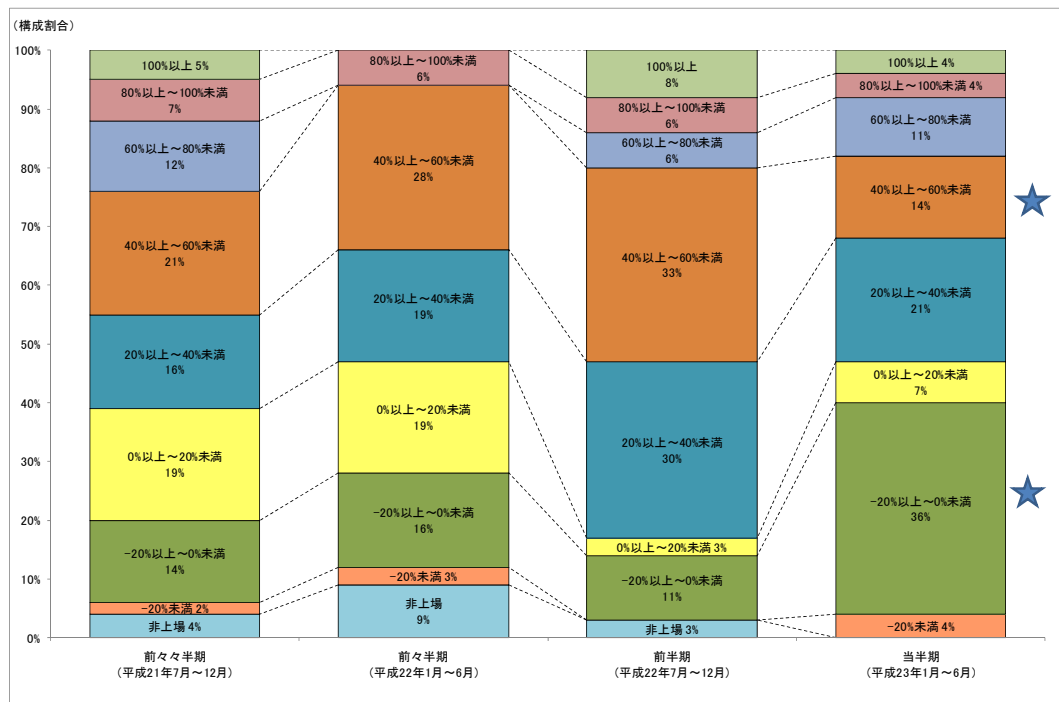 （構成割合）
100%
90%
80%
70%
60%
50%
40%
30%
20%
10%
0%
100%以上 5%
80%以上～100%未満
7%
60%以上～80%未満
12%
40%以上～60%未満
21%
20%以上～40%未満
16%
0%以上～20%未満
19%
-20%以上～0%未満
14%
-20%未満 2%
非上場 4%
80%以上～100%未満
6%
40%以上～60%未満
28%
20%以上～40%未満
19%
0%以上～20%未満
19%
-20%以上～0%未満
16%
-20%未満 3%
非上場
9%
100%以上
8%
80%以上～100%未満
6%
60%以上～80%未満
6%
40%以上～60%未満
33%
20%以上～40%未満
30%
0%以上～20%未満 3%
-20%以上～0%未満
11%
非上場 3%
100%以上 4%
80%以上～100%未満 4%
60%以上～80%未満
11%
40%以上～60%未満
14%
20%以上～40%未満
21%
0%以上～20%未満
7%
-20%以上～0%未満
36%
-20%未満 4%
前々々半期
（平成21年7月～12月）
前々半期
（平成22年1月～6月）
前半期
（平成22年7月～12月）
当半期
（平成23年1月～6月）